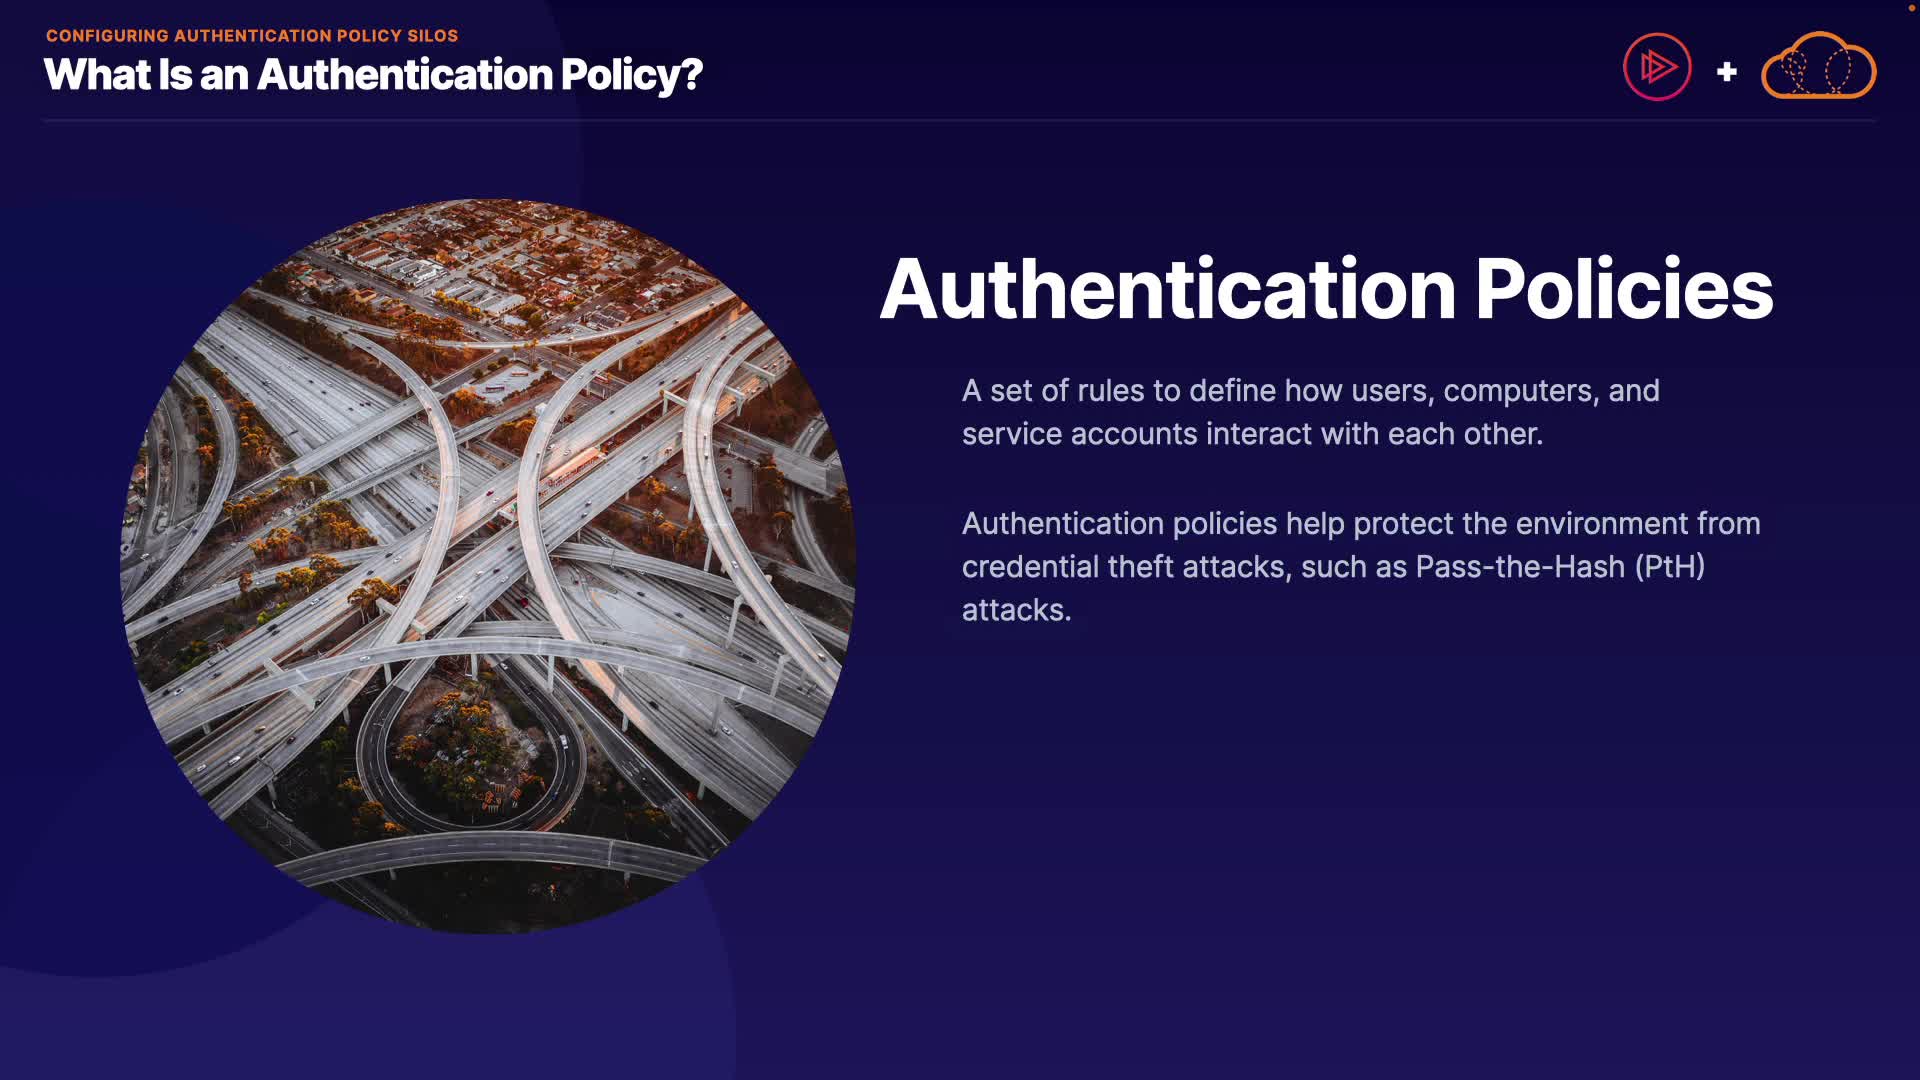 CONFIGURING AUTHENTICATION POLICY SILOS
What Is an Authentication Policy?
Authentication Policies
A set of rules to define how users, computers, and
service accounts interact with each other.
Authentication policies help protect the environment from
credential theft attacks, such as Pass-the-Hash (PtH)
attacks.